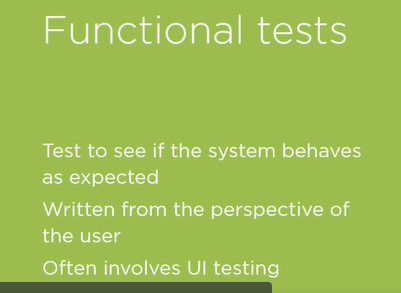 Functional tests
Test to see if the system behaves
as expected
Written from the perspective of
the user
Often involves UI testing